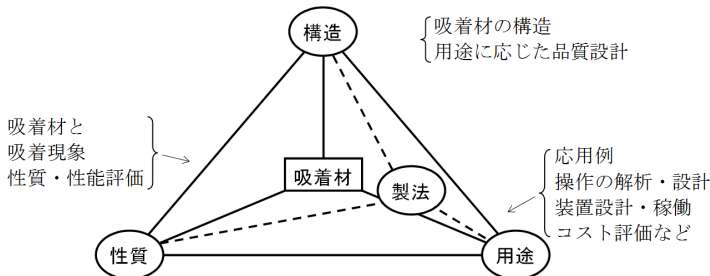 構造
吸着材の構造
用途に応じた品質設計
吸着材と
吸着現象
性質・性能評価
吸着材
製法
応用例
操作の解析・設計
装置設計・稼働
コスト評価など
性質
用途